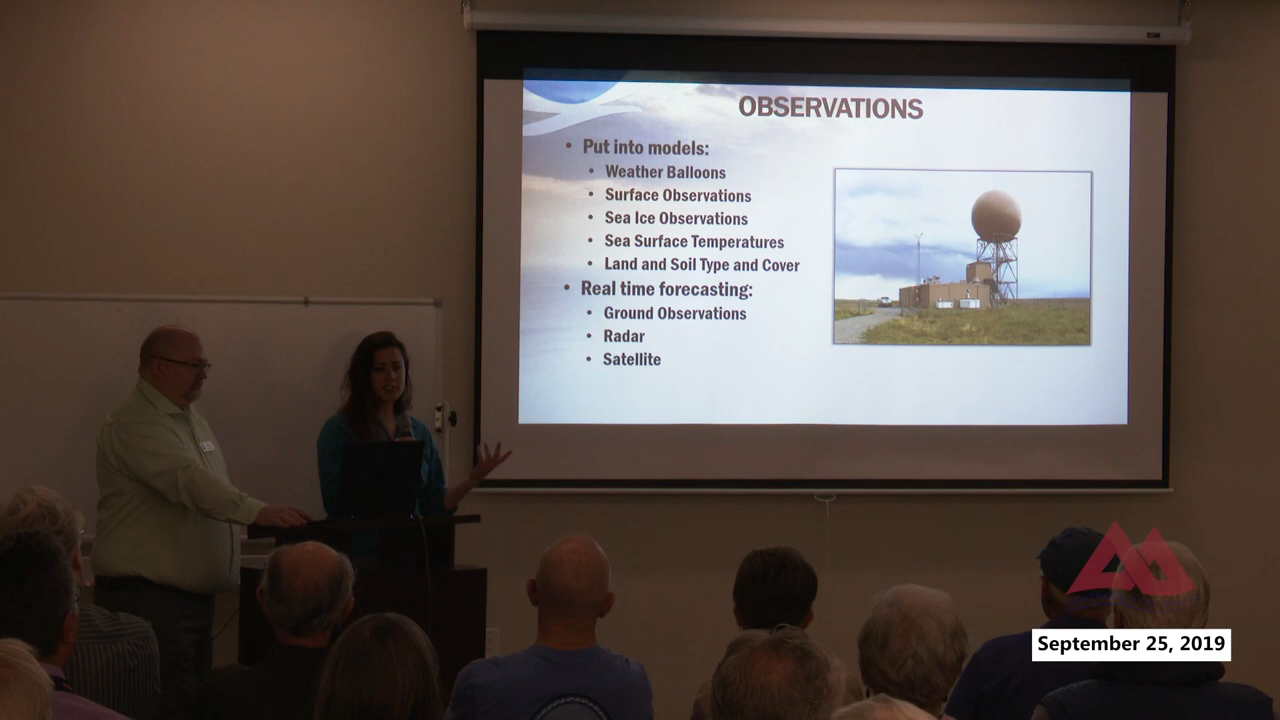 OBSERVATIONS
• Put into models:
• Weather Balloons
• Surface Observations
• Sea Ice Observations
• Sea Surface Temperatures
• Land and Soil Type and Cover
• Real time forecasting:
• Ground Observations
• Radar
• Satellite
September 25, 2019